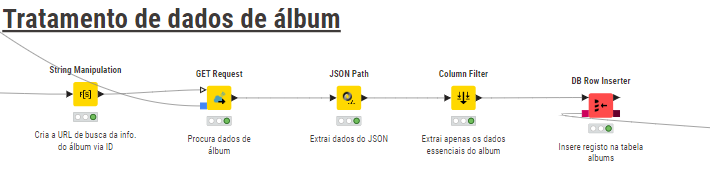 Tratamento de dados de álbum
String Manipulation
GET Request
JSON Path
Column Filter
DB Row Inserter
f(S)
Cria a URL de busca da info.
do álbum via ID
Procura dados de
álbum
Extrai dados do JSON
Extrai apenas os dados
essenciais do album
Insere registo na tabela
albums